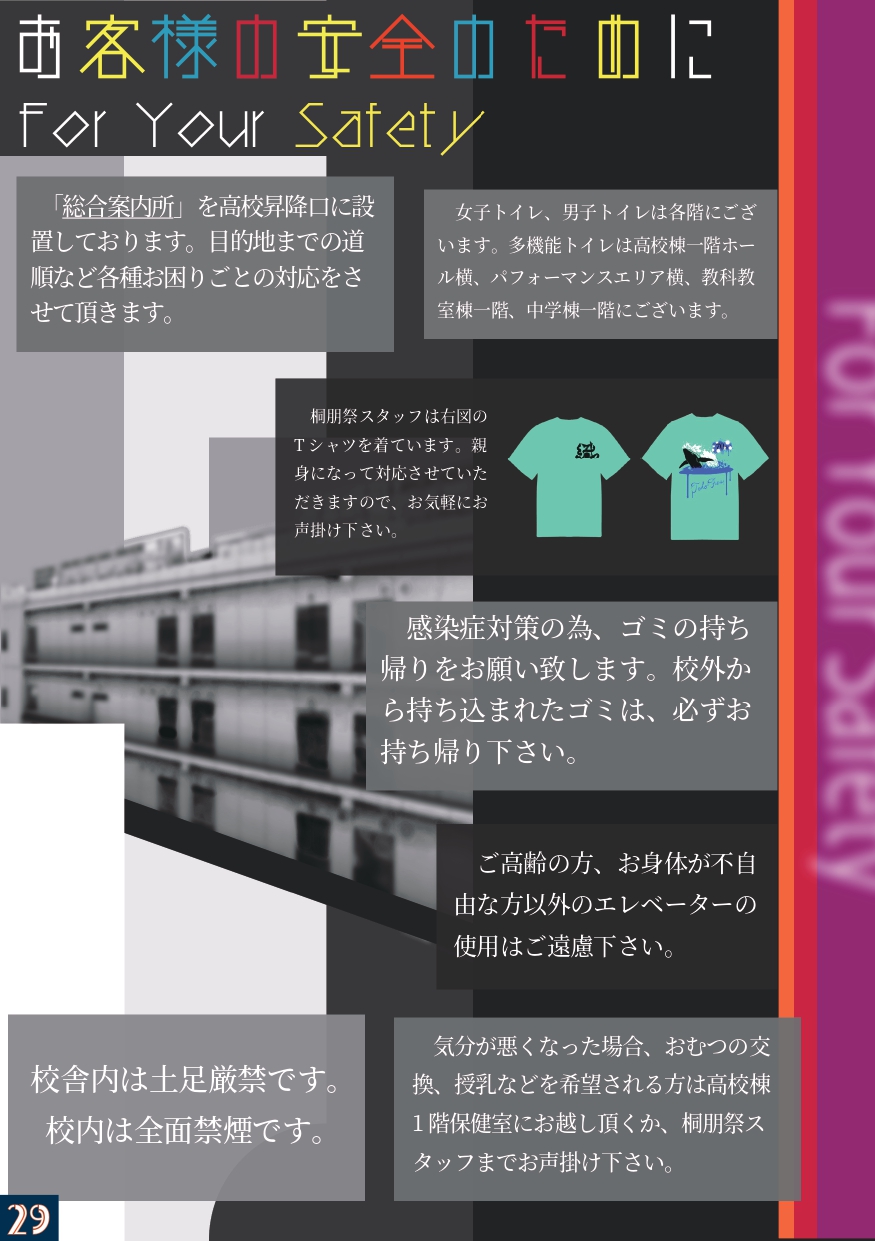 お客様の安全のために
For Your Safety
「総合案内所」を高校昇降口に設
置しております。目的地までの道
順など各種お困りごとの対応をさ
せて頂きます。
女子トイレ、男子トイレは各階にござ
います。多機能トイレは高校棟一階ホー
ル横、パフォーマンスエリア横、教科教
室棟一階、中学棟一階にございます。
桐朋祭スタッフは右図の
Tシャツを着ています。親
身になって対応させていた
だきますので、お気軽にお
声掛け下さい。
感染症対策の為、ゴミの持ち
帰りをお願い致します。校外か
ら持ち込まれたゴミは、必ずお
持ち帰り下さい。
ご高齢の方、お身体が不自
由な方以外のエレベーターの
使用はご遠慮下さい。
校舎内は土足厳禁です。
校内は全面禁煙です。
気分が悪くなった場合、おむつの交
換、授乳などを希望される方は高校棟
1階保健室にお越し頂くか、桐朋祭ス
タッフまでお声掛け下さい。
For Your Safety
29